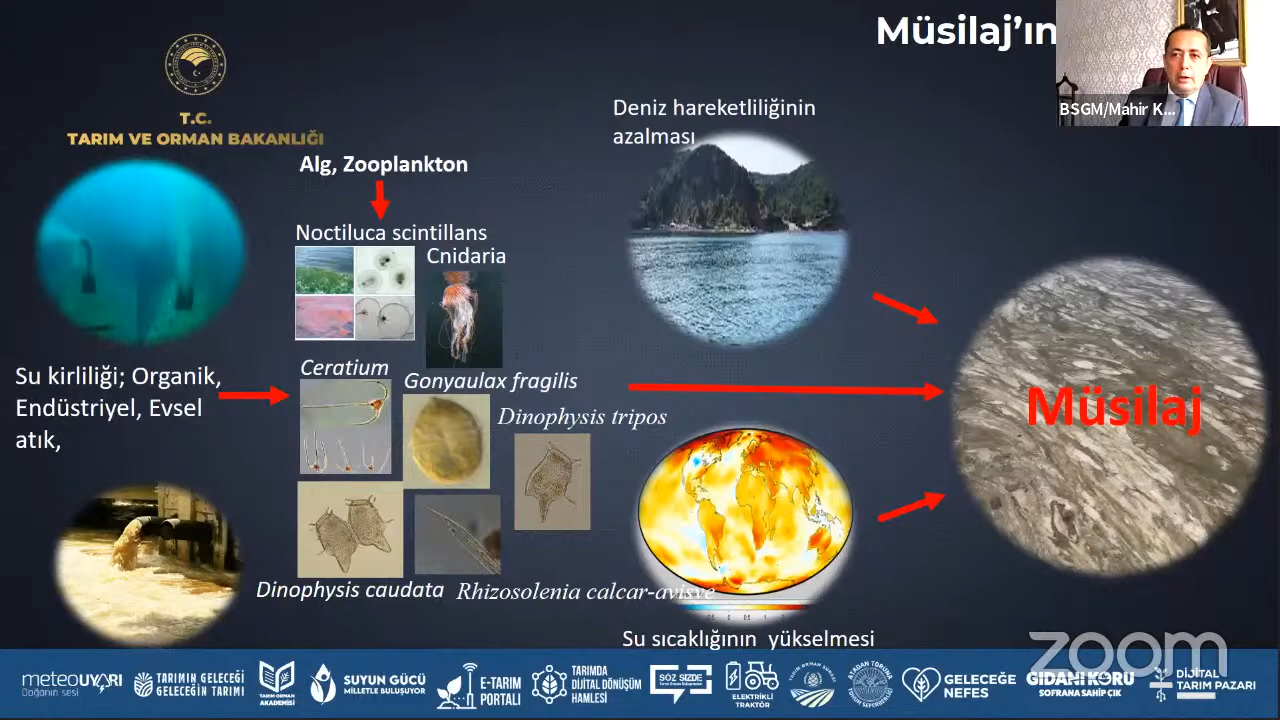 Müsilaj’ın
BSGM/Mahir K...
T.C.
TARIM VE ORMAN BAKANLIĞI
Deniz hareketliliğinin
azalması
Alg, Zooplankton
Noctiluca scintillans
Cnidaria
Su kirliliği; Organik,
Endüstriyel, Evsel
atık,
Ceratium
Gonyaulax fragilis
Dinophysis tripos
Müsilaj
Dinophysis caudata
Rhizosolenia calcar-avis
ve
Su sıcaklığının yükselmesi
zoom
meteoUYARI
Doğanın sesi
TARIMIN GELECEĞİ
GELECEĞİN TARIMI
TARIM ORMAN
AKADEMİSİ
SUYUN GÜCÜ
MİLLETLE BULUŞUYOR
E-TARIM
PORTALI
TARIMDA
DİJİTAL DÖNÜŞÜM
HAMLESİ
SÖZ SİZDE
ELEKTRİKLİ
TRAKTÖR
GELECEĞE
NEFES
GIDANI KORU
SOFRANA SAHİP ÇIK
DİJİTAL
TARIM PAZARI